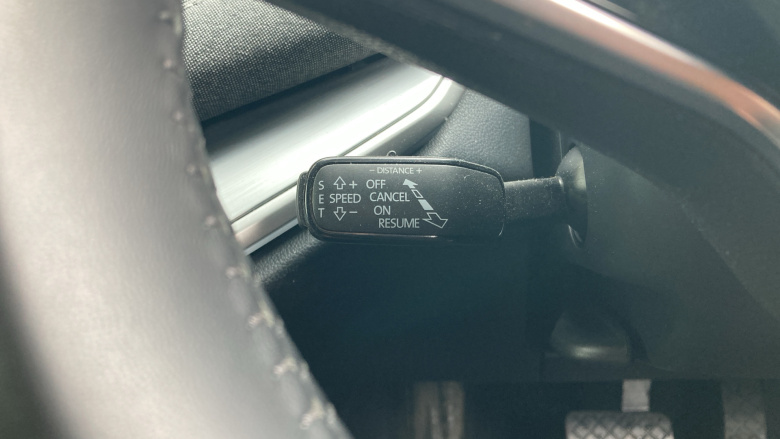 - DISTANCE +
S + OFF
E SPEED CANCEL
T - ON
RESUME